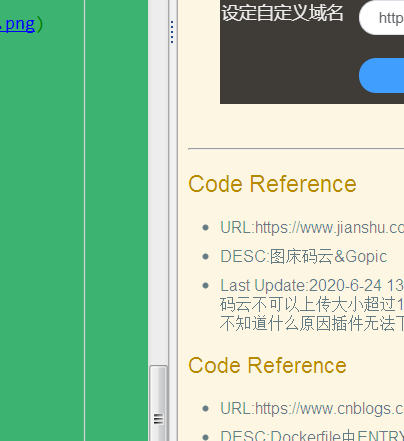 .png)
设定自定义域名
http
Code Reference
URL:https://www.jianshu.co
DESC:图床码云&Gopic
Last Update:2020-6-24 13
码云不可以上传大小超过1
不知道什么原因插件无法下
Code Reference
URL:https://www.cnblogs.c
DESC:Dockerfile中ENTRY